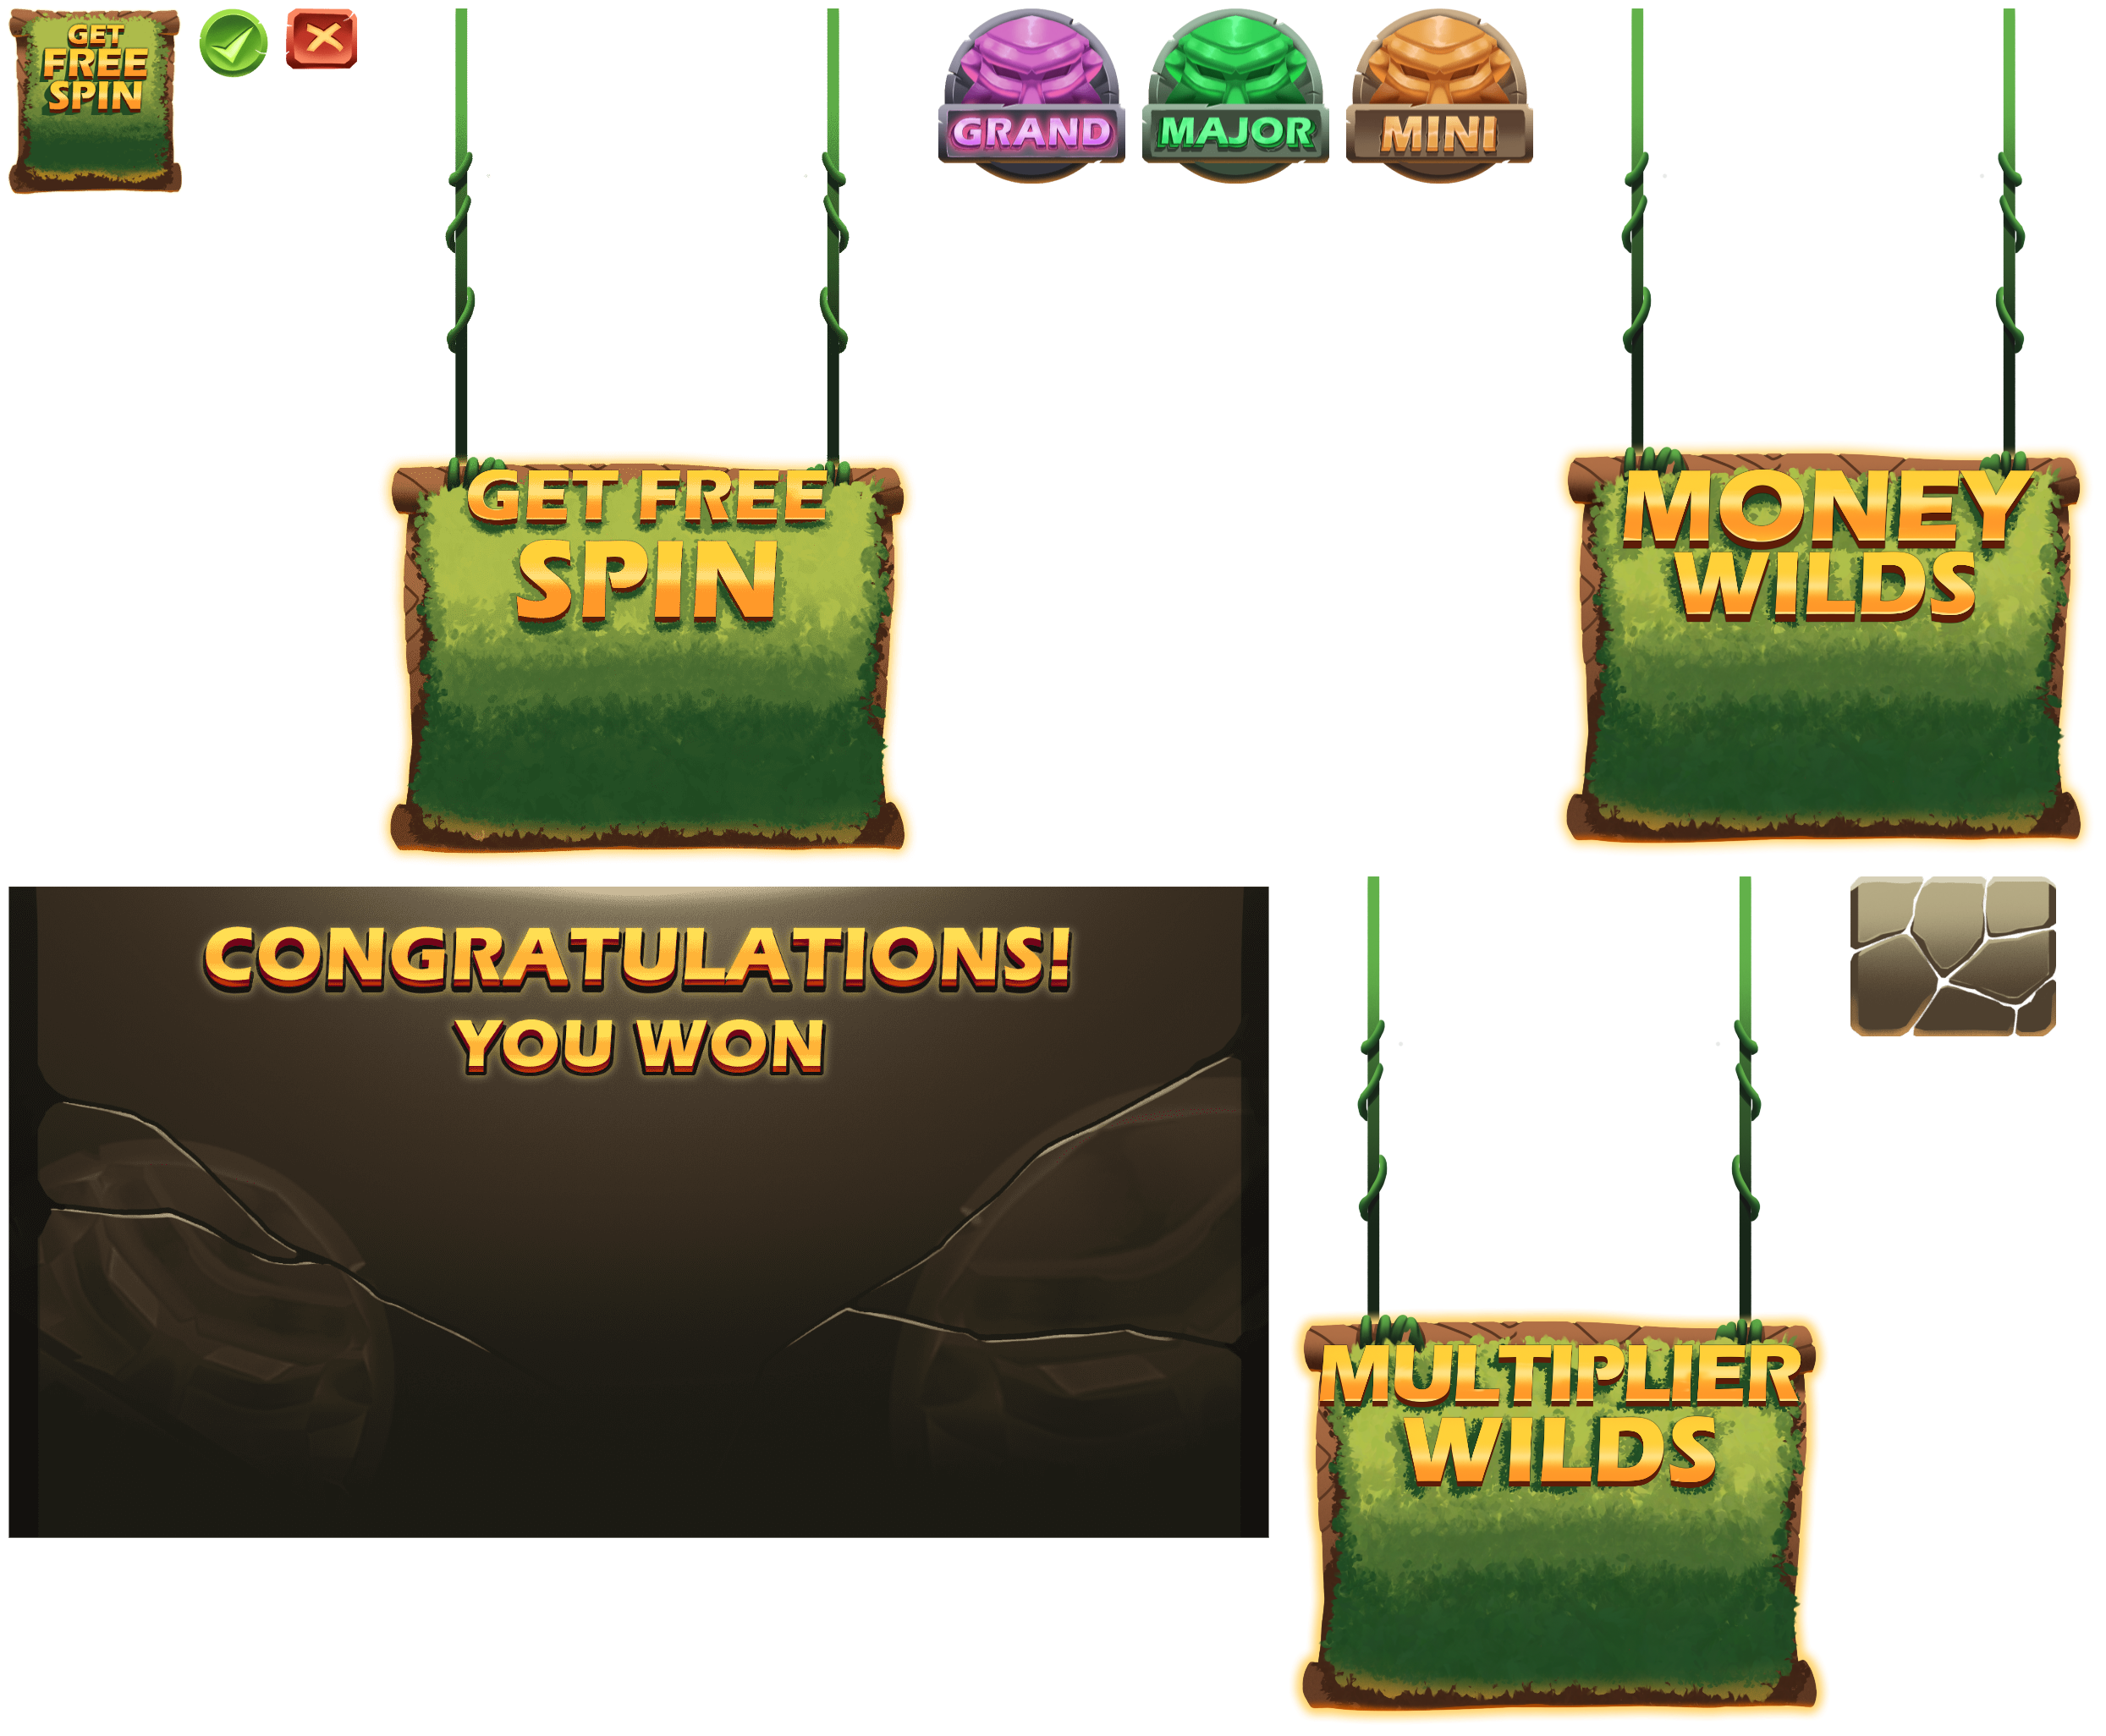 GET
FREE
SPIN
GRAND
MAJOR
MINI
GET FREE
SPIN
MONEY
WILDS
CONGRATULATIONS!
YOU WON
MULTIPLIER
WILDS